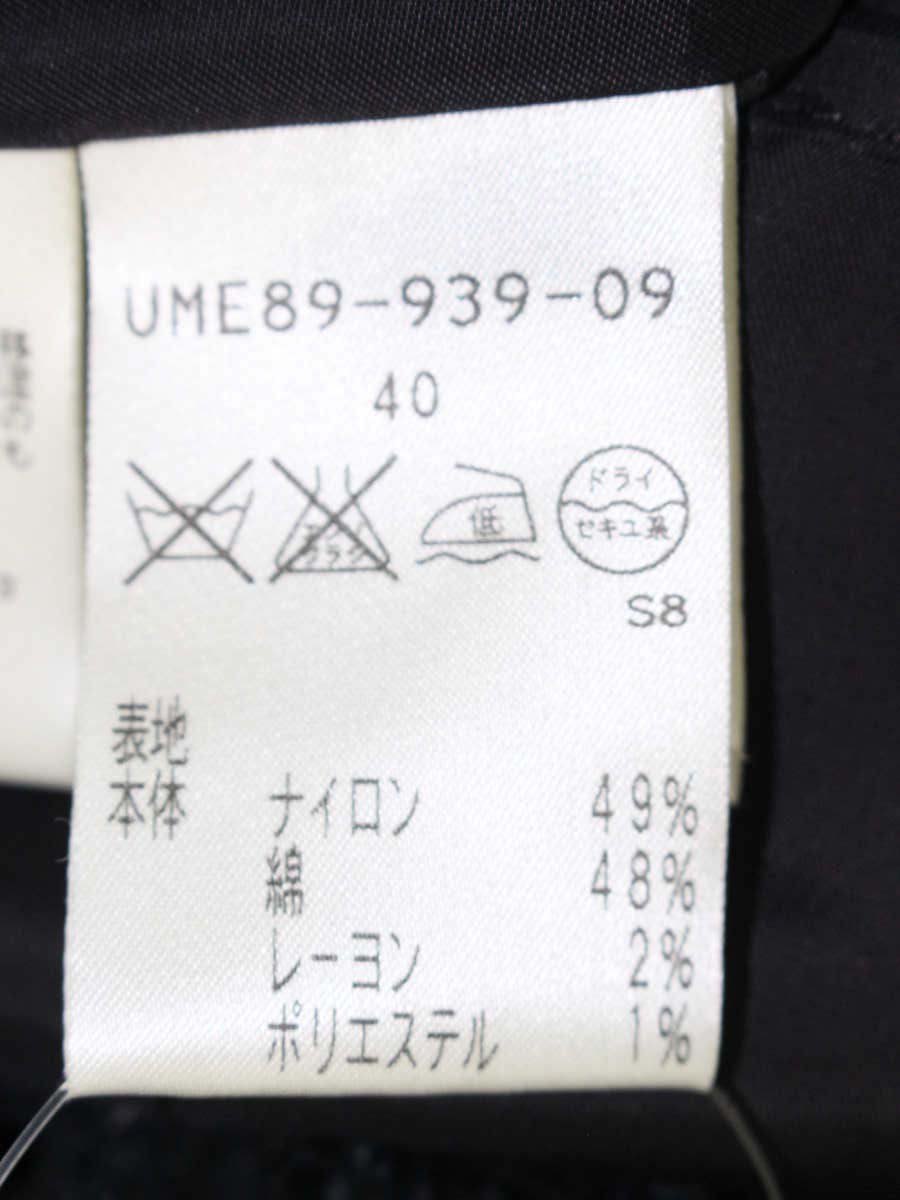 UME89-939-09
40
低
ドライ
セキユ系
S8
表地
本体 ナイロン 49%
綿 48%
レーヨン 2%
ポリエステル 1%